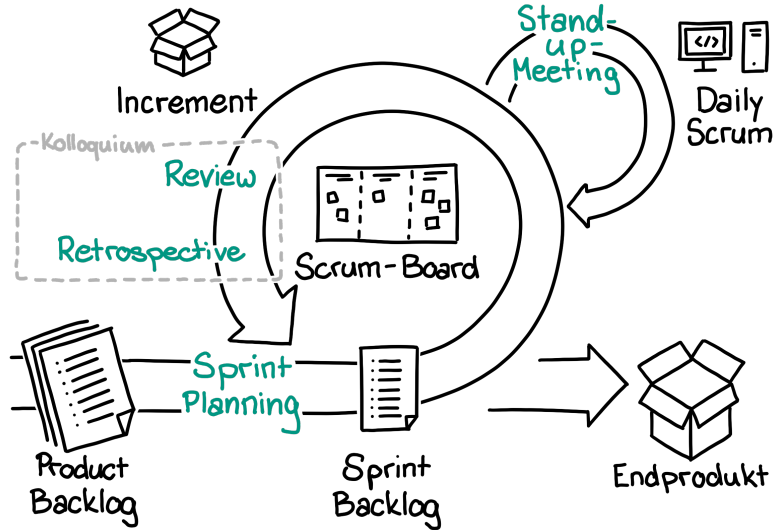 Stand-
up-
Meeting
Increment
Daily
Scrum
Kolloquium
Review
Retrospective
Scrum-Board
</>
Sprint
Planning
Product
Backlog
Sprint
Backlog
Endprodukt